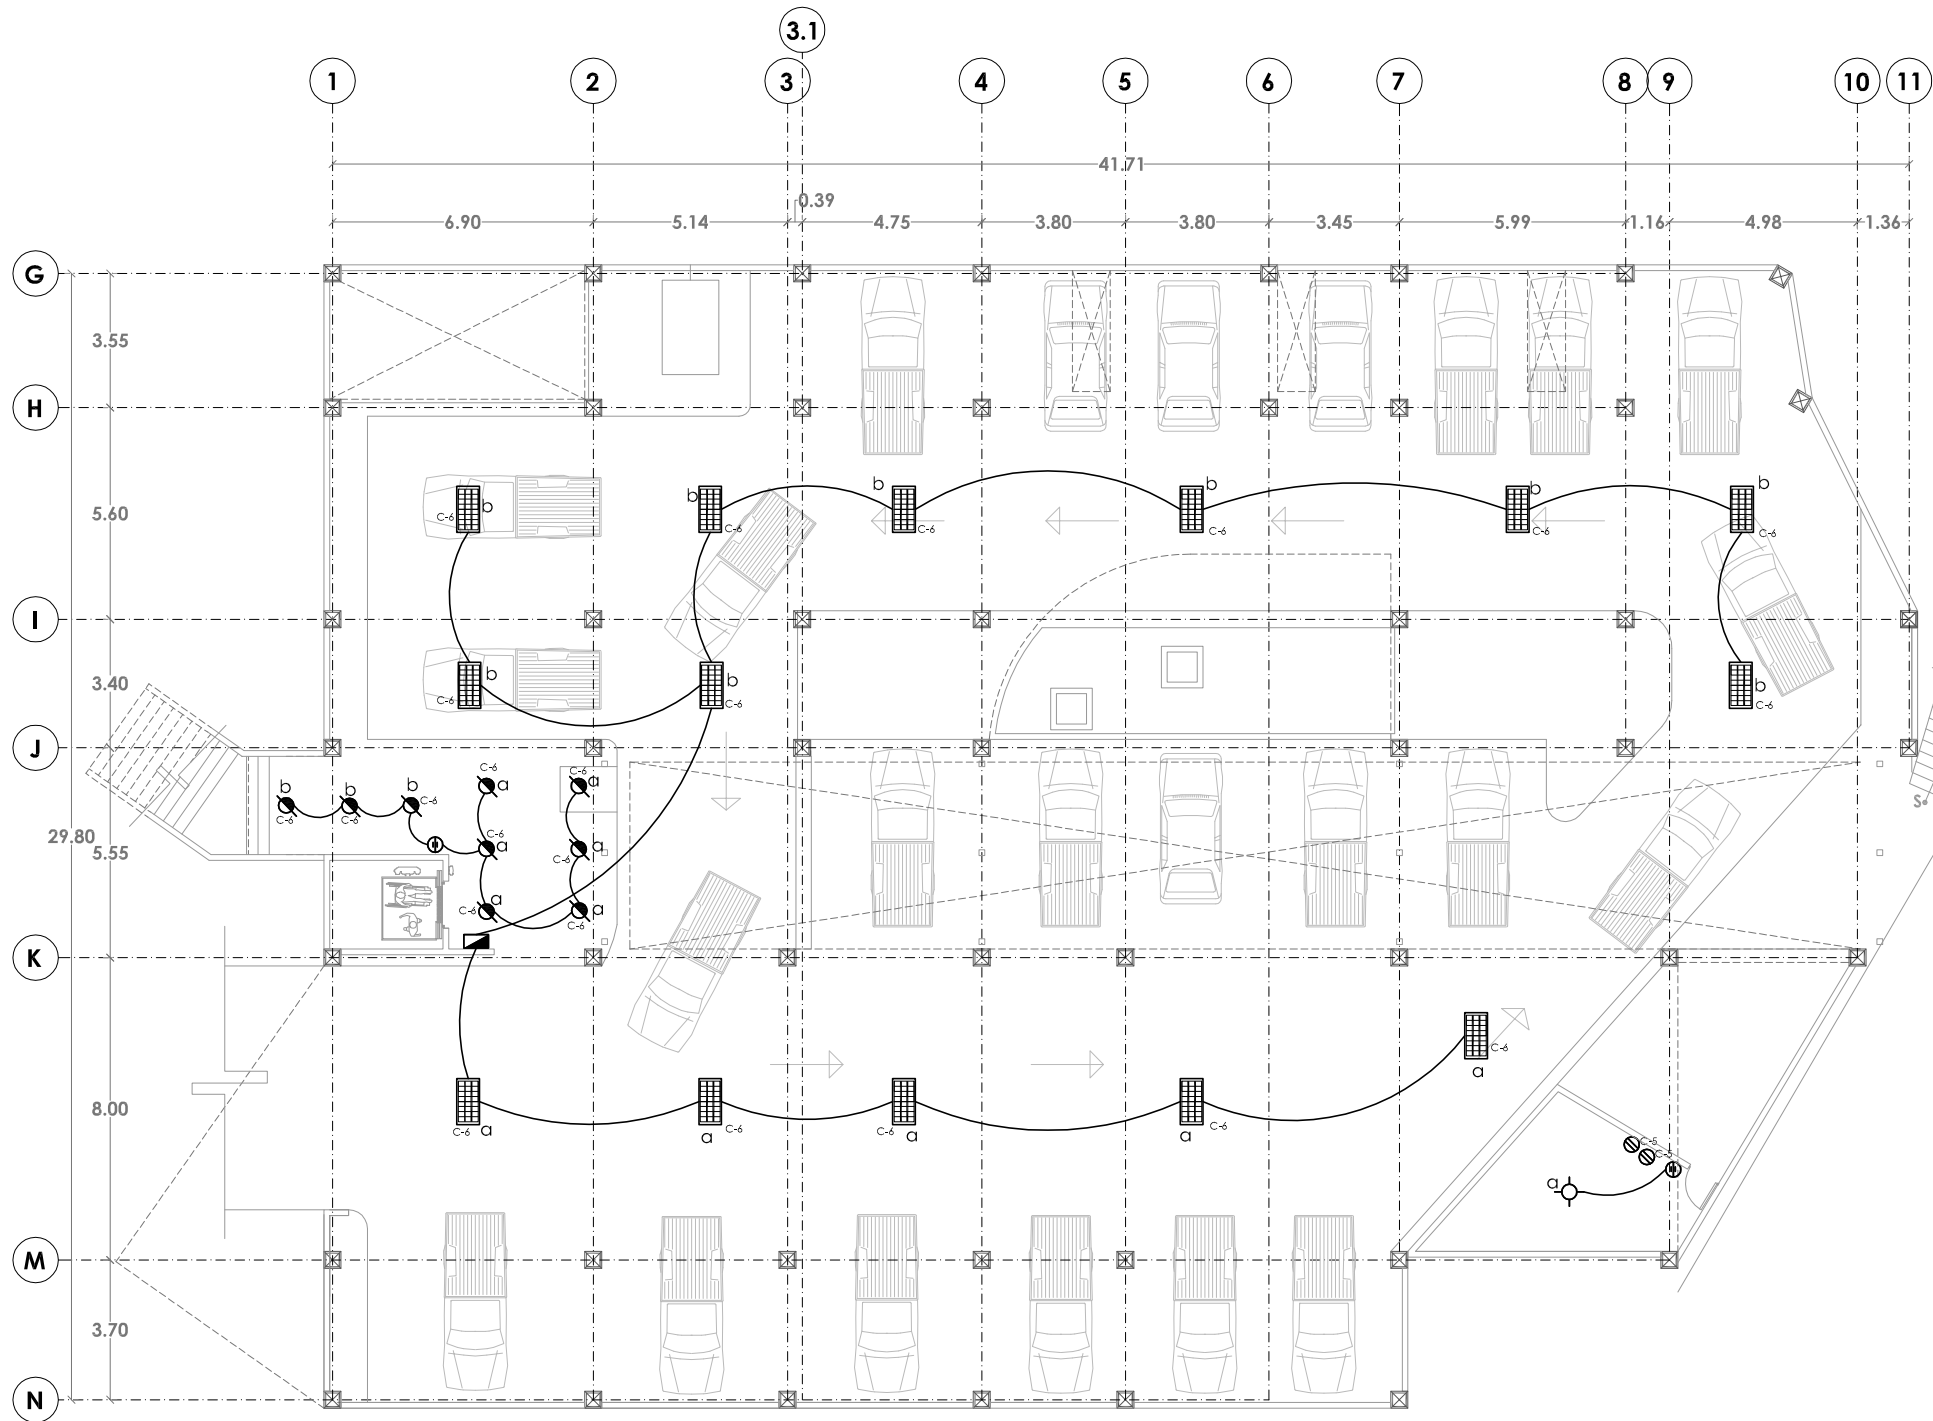 3.1
1 2 3 4 5 6 7 8 9 10 11
41.71
0.39
6.90 5.14 4.75 3.80 3.80 3.45 5.99 1.16 4.98 1.36
G
3.55
H
b b b b b
C-6 b
5.60
C-6 C-6 C-6 C-6 C-6
I
b b b
3.40
C-6 C-6 C-6
J
C-6 C-6
a a
b b b
C-6
S
C-6 C-6
29.80
C-6 a
C-6 a
5.55
C-6 a
C-6 a
K
C-6
a
8.00
C-6 a
C-6
a
C-6
a
C-6
a
C-5
C-5
a
M
3.70
N